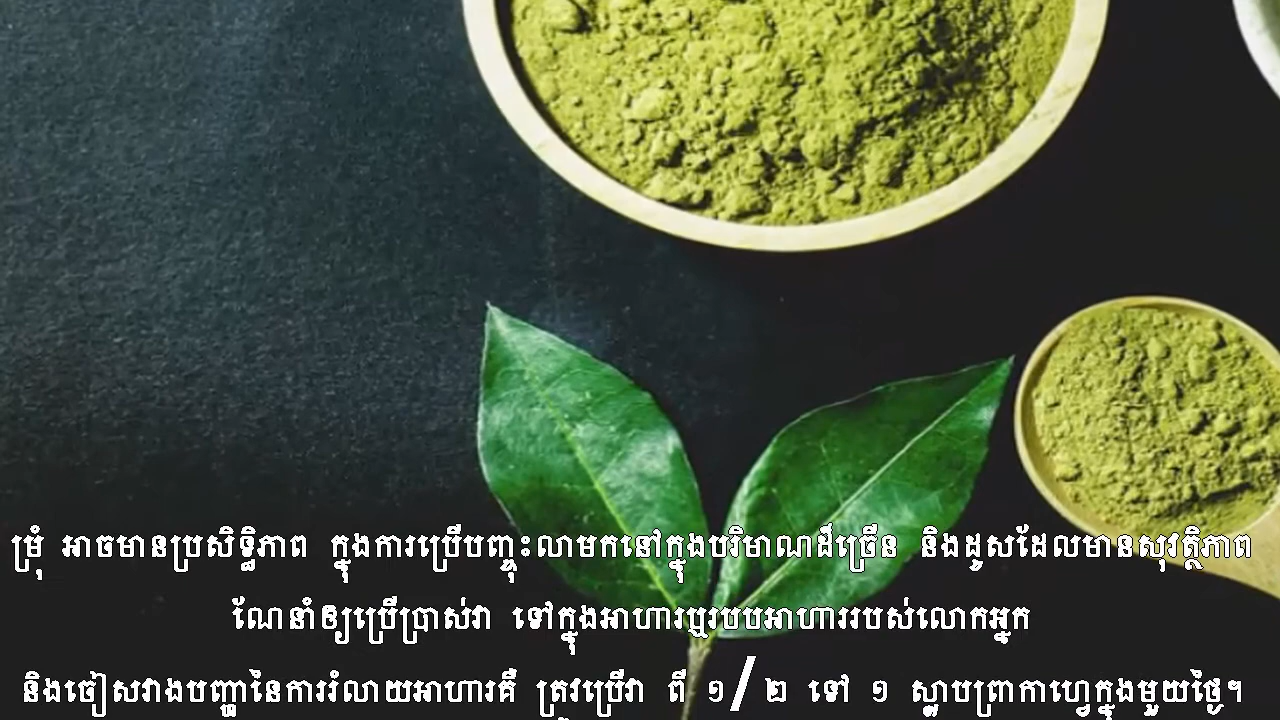 ម្រុំ អាចមានប្រសិទ្ធិភាព ក្នុងការប្រើបញ្ចុះលាមកនៅក្នុងបរិមាណដ៏ច្រើន និងដូសដែលមានសុវត្ថិភាព
ណែនាំឲ្យប្រើប្រាស់វា ទៅក្នុងអាហារឬរបបអាហាររបស់លោកអ្នក
និងចៀសវាងបញ្ហានៃការរំលាយអាហារគឺ ត្រូវប្រើវា ពី ១/២ ទៅ ១ ស្លាបព្រាកាហ្វេក្នុងមួយថ្ងៃ។